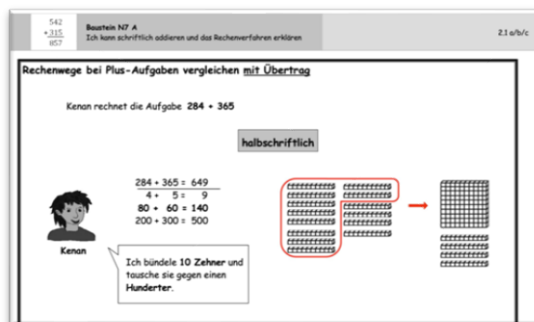 542
+315
857
Baustein N7 A
Ich kann schriftlich addieren und das Rechenverfahren erklären
2.1 a/b/c
Rechenwege bei Plus-Aufgaben vergleichen mit Übertrag
Kenan rechnet die Aufgabe 284 + 365
halbschriftlich
284 + 365 = 649
4 + 5 = 9
80 + 60 = 140
200 + 300 = 500
Kenan
Ich bündele 10 Zehner und
tausche sie gegen einen
Hunderter.